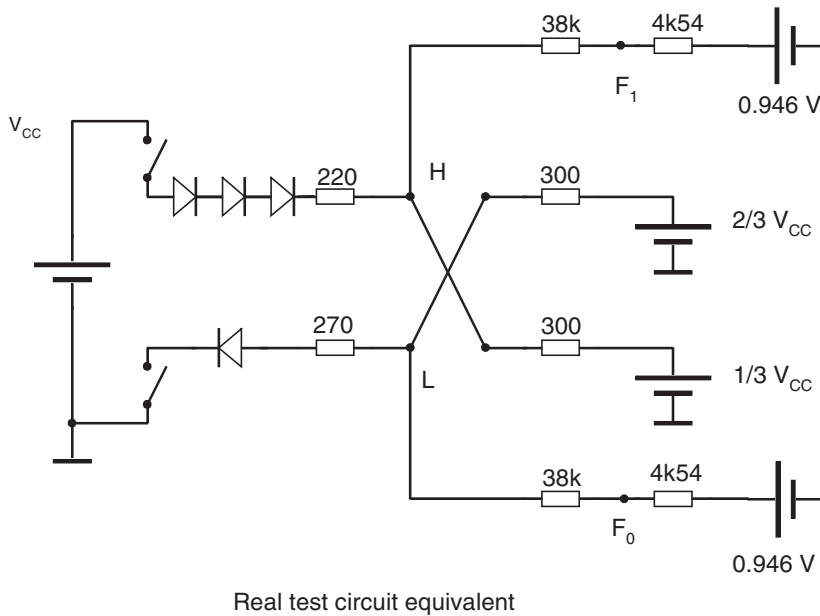 38k
4k54
F1
0.946 V
VCC
220
H
300
2/3 VCC
270
L
300
1/3 VCC
38k
4k54
F0
0.946 V
Real test circuit equivalent